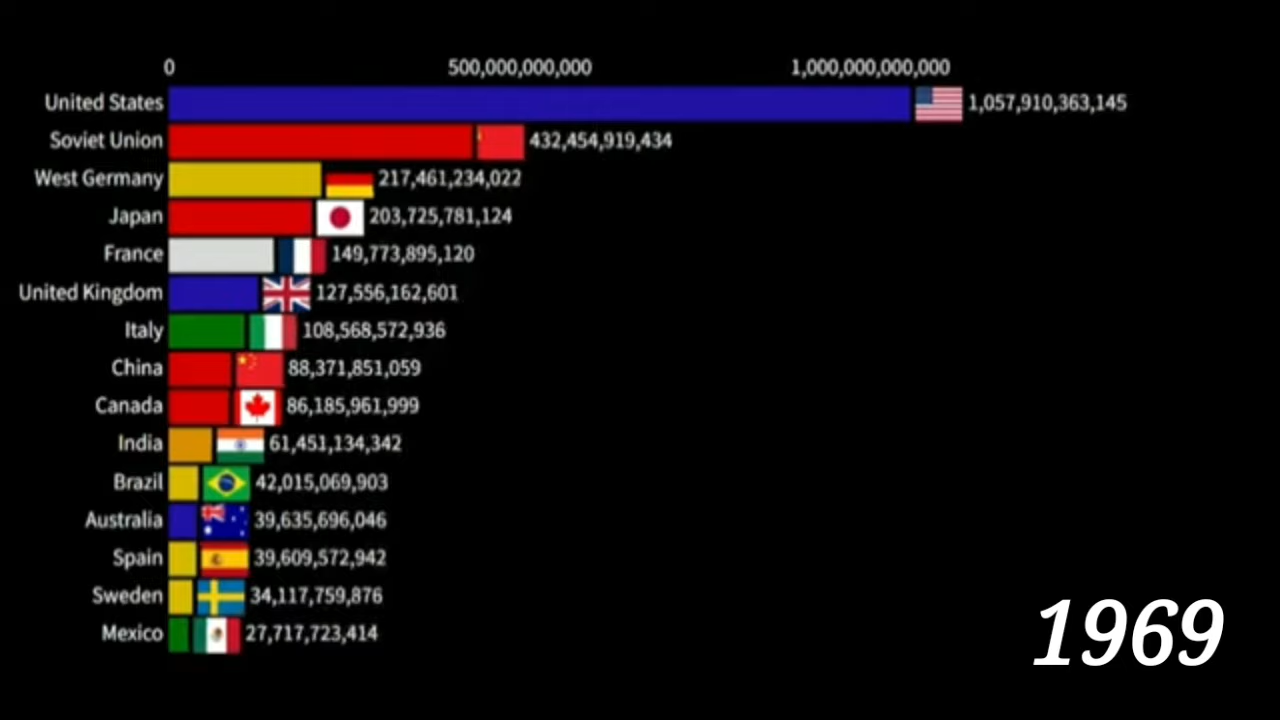 0 500,000,000,000 1,000,000,000,000
United States 1,057,910,363,145
Soviet Union 432,454,919,434
West Germany 217,461,234,022
Japan 203,725,781,124
France 149,773,895,120
United Kingdom 127,556,162,601
Italy 108,568,572,936
China 88,371,851,059
Canada 86,185,961,999
India 61,451,134,342
Brazil 42,015,069,903
Australia 39,635,696,046
Spain 39,609,572,942
Sweden 34,117,759,876
Mexico 27,717,723,414
1969